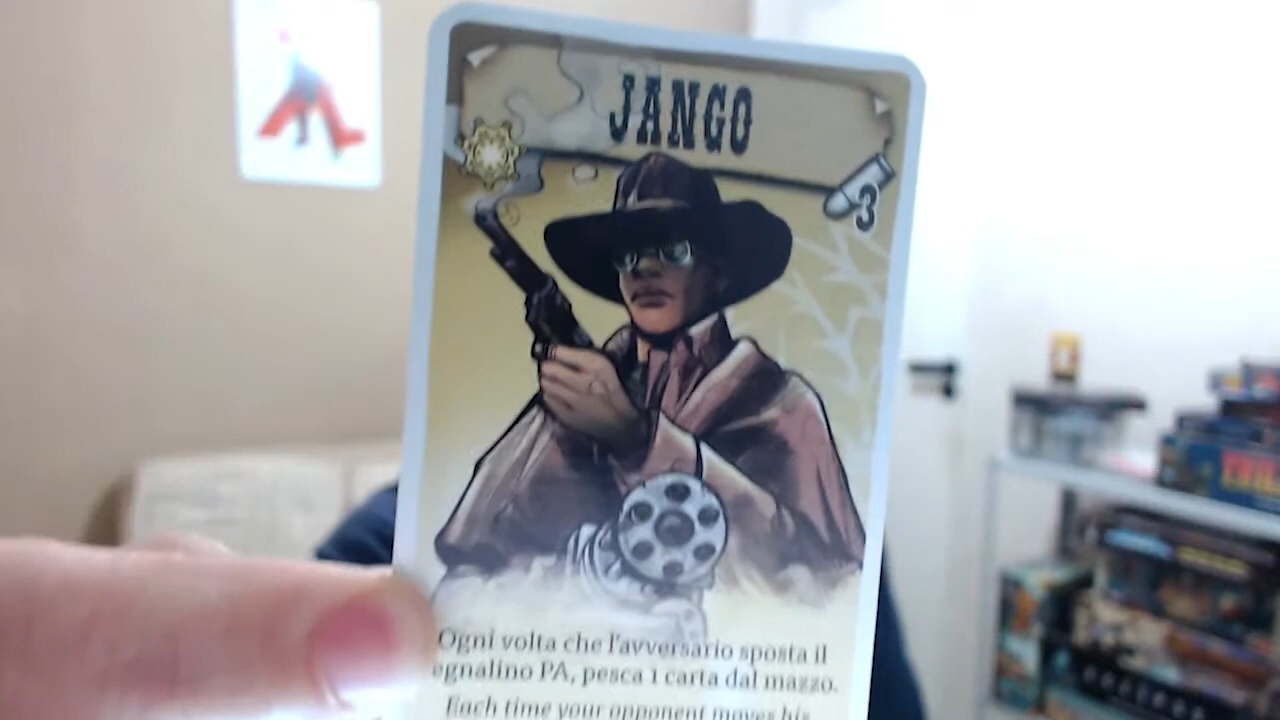 JANGO
3
Ogni volta che l'avversario sposta il
egnalino PA, pesca 1 carta dal mazzo.
Each time your opponent moves his